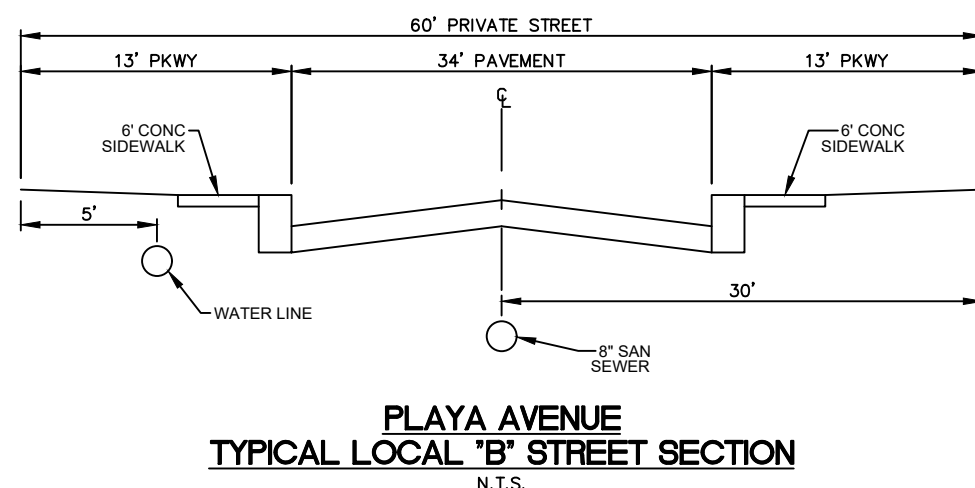 60' PRIVATE STREET
13' PKWY
34' PAVEMENT
13' PKWY
℄
6' CONC
SIDEWALK
6' CONC
SIDEWALK
5'
30'
WATER LINE
8" SAN
SEWER
PLAYA AVENUE
TYPICAL LOCAL "B" STREET SECTION
N.T.S.